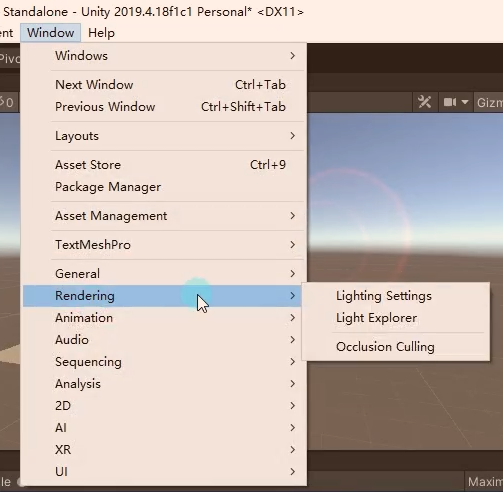 Standalone - Unity 2019.4.18f1c1 Personal* <DX11>
ent Window Help
Pivo
Windows
Next Window Ctrl+Tab
Previous Window Ctrl+Shift+Tab
0
Gizm
Layouts
Asset Store Ctrl+9
Package Manager
Asset Management
TextMeshPro
General
Rendering
Lighting Settings
Animation
Light Explorer
Audio
Occlusion Culling
Sequencing
Analysis
2D
AI
XR
UI
le
Maxim